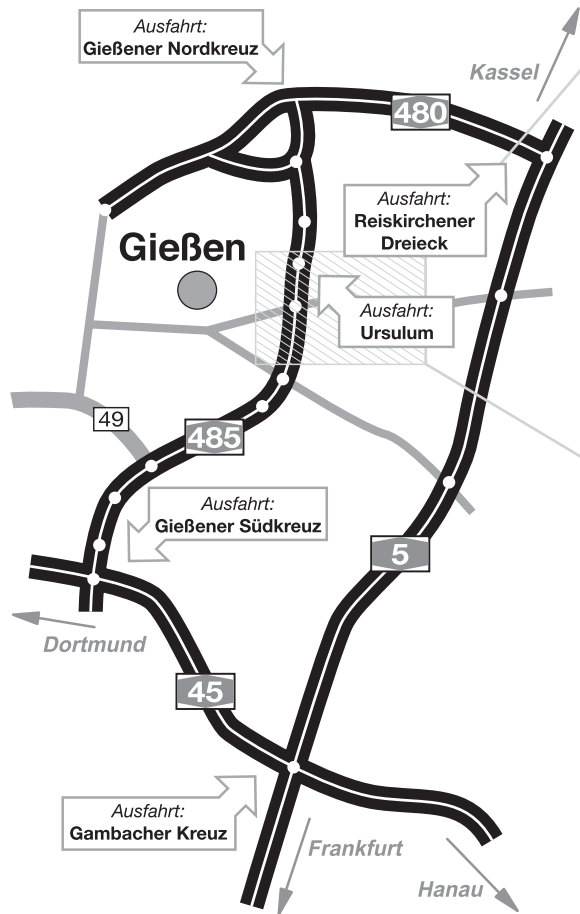 Ausfahrt:
Gießener Nordkreuz
Kassel
480
Ausfahrt:
Reiskirchener
Dreieck
Gießen
Ausfahrt:
Ursulum
49
485
Ausfahrt:
Gießener Südkreuz
5
Dortmund
45
Ausfahrt:
Gambacher Kreuz
Frankfurt
Hanau